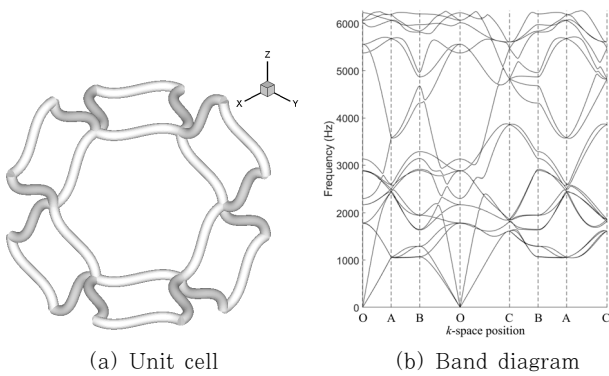 Z
X
Y
6000
5000
4000
3000
2000
1000
0
Frequency (Hz)
O A B O C B A C
k-space position
(a) Unit cell
(b) Band diagram